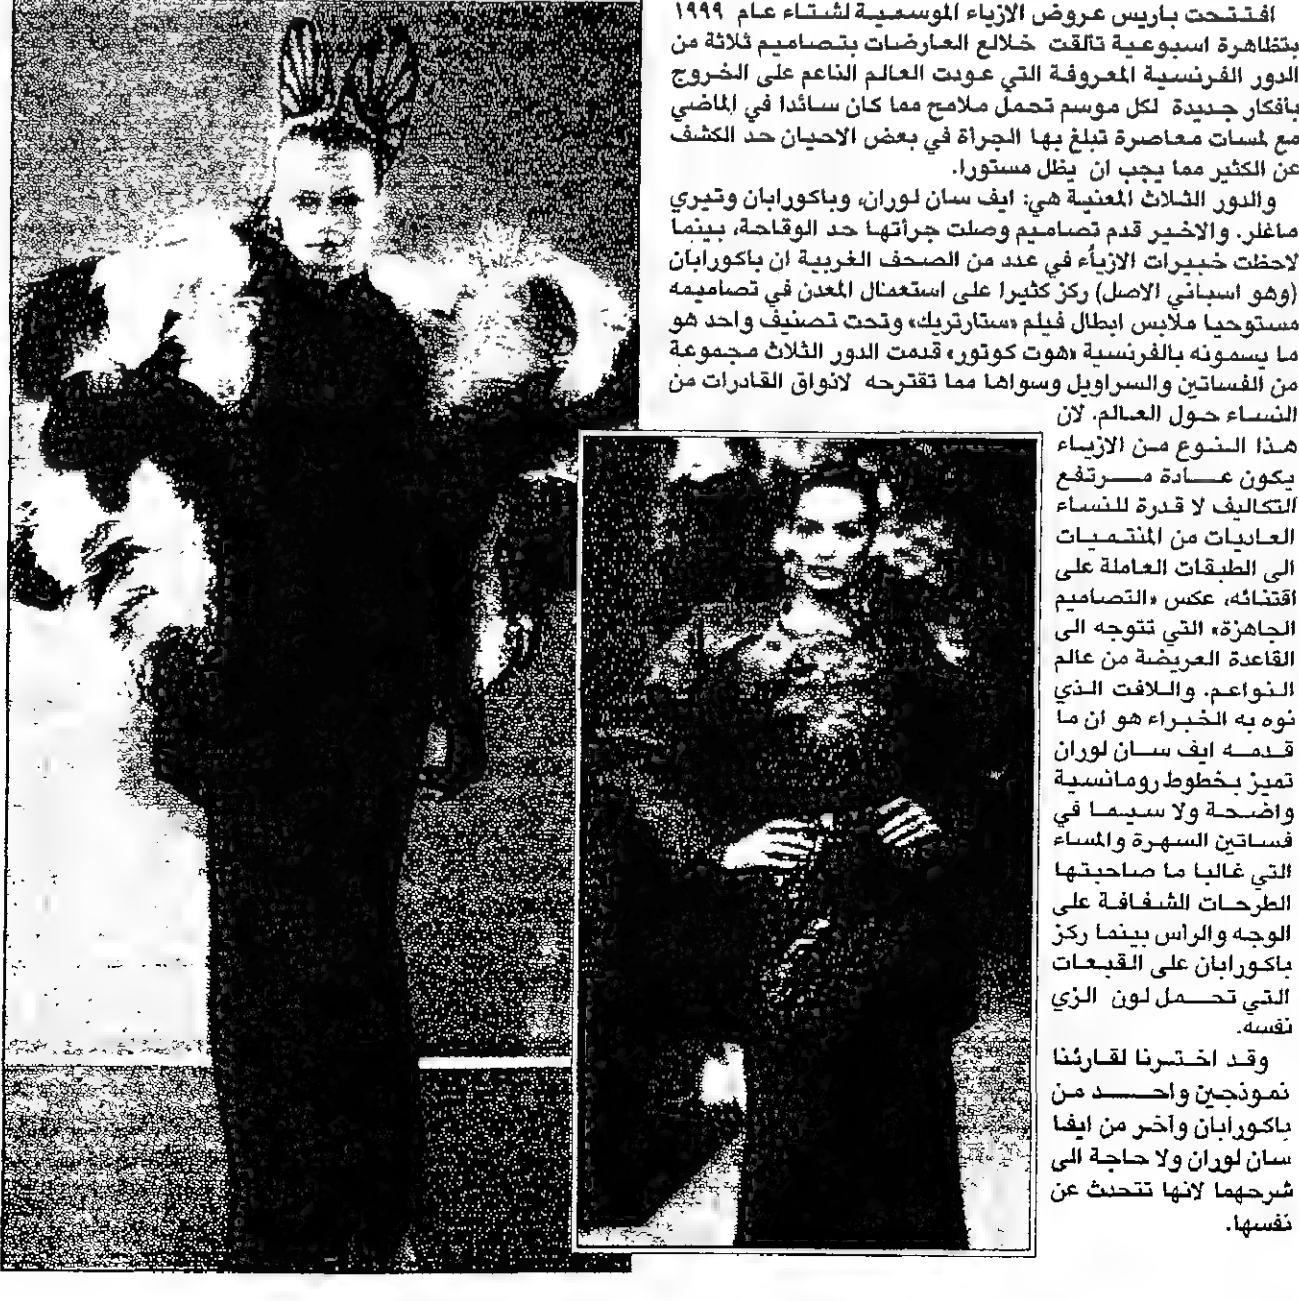 افتتحت باريس عروض الازياء الموسمية لشتاء عام ١٩٩٩
بتظاهرة اسبوعية تألقت خلالع العارضات بتصاميم ثلاثة من
الدور الفرنسية المعروفة التي عودت العالم الناعم على الخروج
بأفكار جديدة لكل موسم تحمل ملامح مما كان سائدا في الماضي
مع لمسات معاصرة تبلغ بها الجرأة في بعض الاحيان حد الكشف
عن الكثير مما يجب ان يظل مستورا.
والدور الثلاث المعنية هي: ايف سان لوران، وباكورابان وتيري
ماغلر. والاخير قدم تصاميم وصلت جرأتها حد الوقاحة، بينما
لاحظت خبيرات الازياء في عدد من الصحف الغربية ان باكورابان
(وهو اسباني الاصل) ركز كثيرا على استعمال المعدن في تصاميمه
مستوحيا ملابس ابطال فيلم «ستارتريك» وتحت تصنيف واحد هو
ما يسمونه بالفرنسية «هوت كوتور» قدمت الدور الثلاث مجموعة
من الفساتين والسراويل وسواها مما تقترحه لاذواق القادرات من
النساء حول العالم. لان
هذا النوع من الازياء
يكون عادة مرتفع
التكاليف لا قدرة للنساء
العاديات من المنتميات
الى الطبقات العاملة على
اقتنائه، عكس «التصاميم
الجاهزة» التي تتوجه الى
القاعدة العريضة من عالم
النواعم. واللافت الذي
نوه به الخبراء هو ان ما
قدمه ايف سان لوران
تميز بخطوط رومانسية
واضحة ولا سيما في
فساتين السهرة والمساء
التي غالبا ما صاحبتها
الطرحات الشفافة على
الوجه والراس بينما ركز
باكورابان على القبعات
التي تحمل لون الزي
نفسه.
وقد اخترنا لقارئنا
نموذجين واحد من
باكورابان وآخر من ايفا
سان لوران ولا حاجة الى
شرحهما لانها تتحدث عن
نفسها.